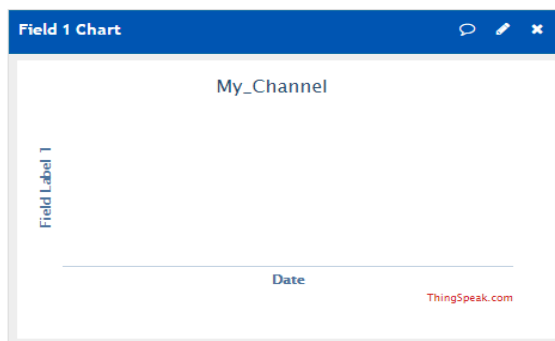 Field 1 Chart
My_Channel
Field Label 1
Date
ThingSpeak.com